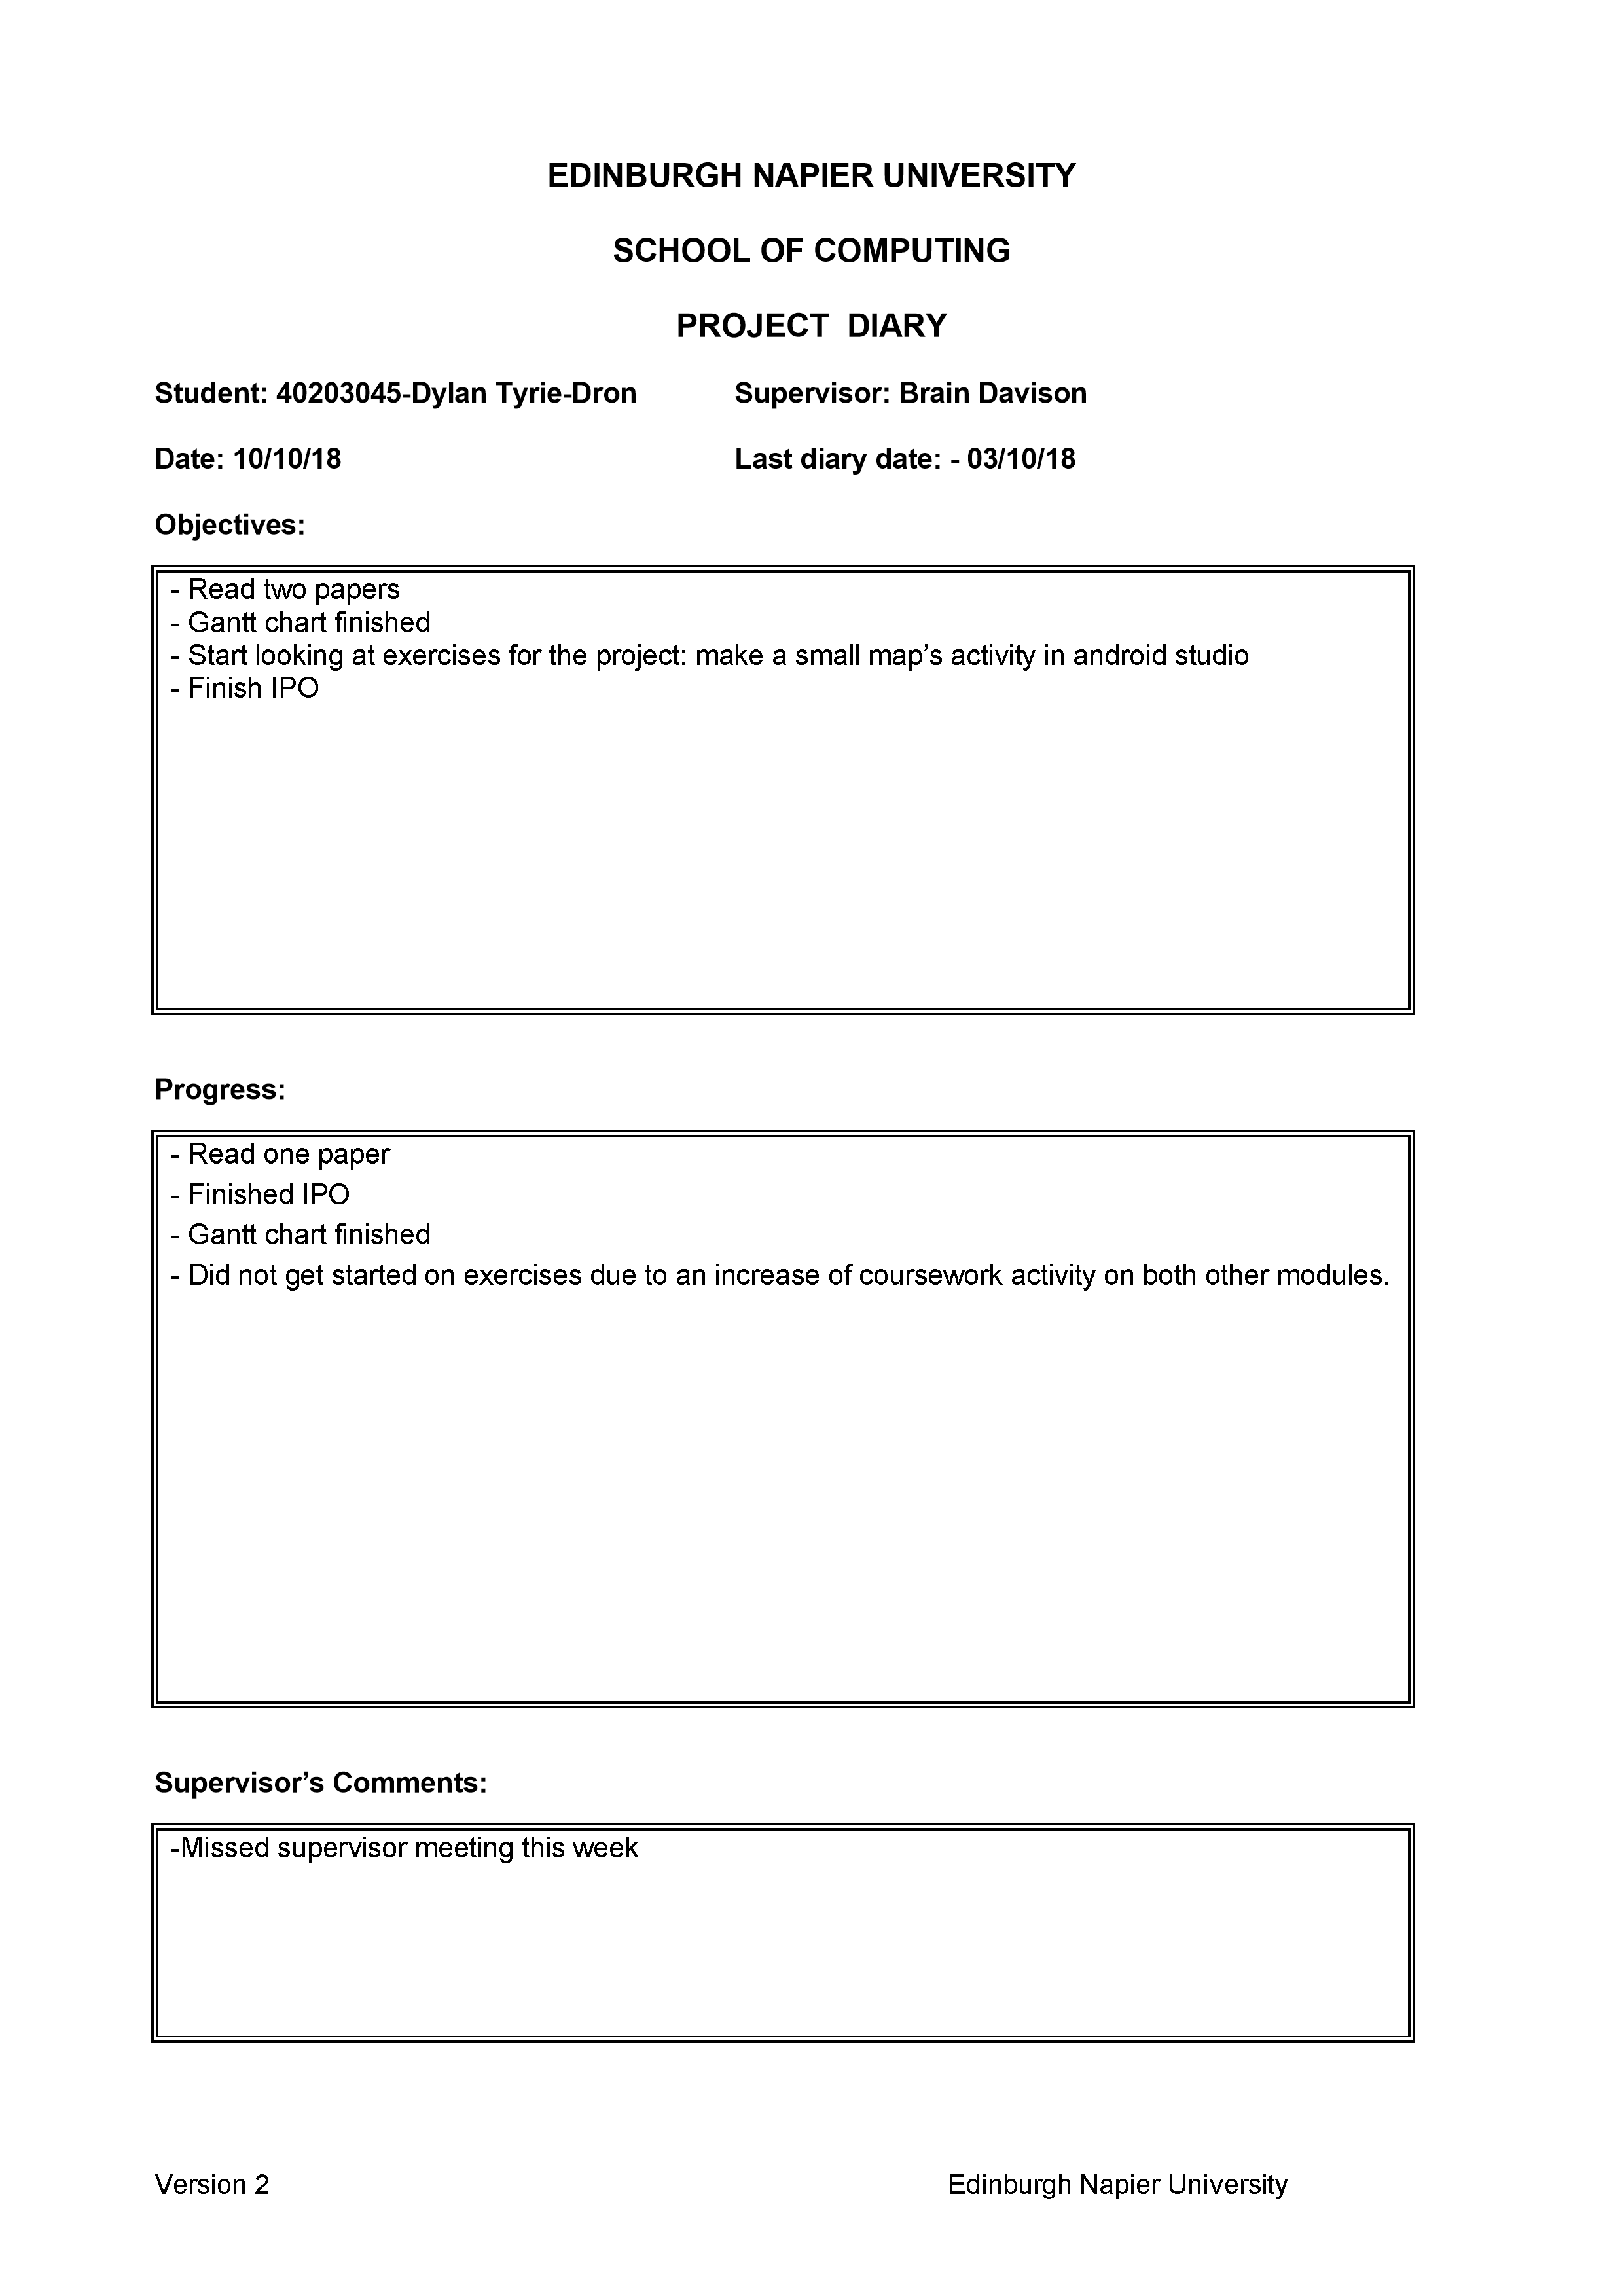 EDINBURGH NAPIER UNIVERSITY
SCHOOL OF COMPUTING
PROJECT  DIARY
Student: 40203045-Dylan Tyrie-Dron Supervisor: Brain Davison
Date: 10/10/18 Last diary date: - 03/10/18
Objectives:
- Read two papers
- Gantt chart finished
- Start looking at exercises for the project: make a small map’s activity in android studio
- Finish IPO
Progress:
- Read one paper
- Finished IPO
- Gantt chart finished
- Did not get started on exercises due to an increase of coursework activity on both other modules.
Supervisor’s Comments:
-Missed supervisor meeting this week
Version 2 Edinburgh Napier University